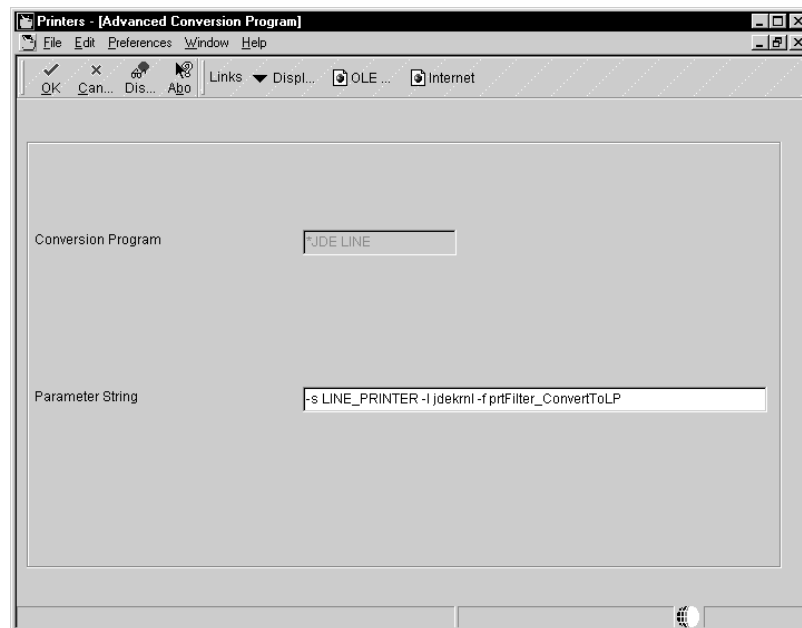 Printers - [Advanced Conversion Program]
File Edit Preferences Window Help
OK Can... Dis... Abo Links Displ... OLE ... Internet
Conversion Program *JDE LINE
Parameter String -s LINE_PRINTER -l jdekrnl -f prtFilter_ConvertToLP